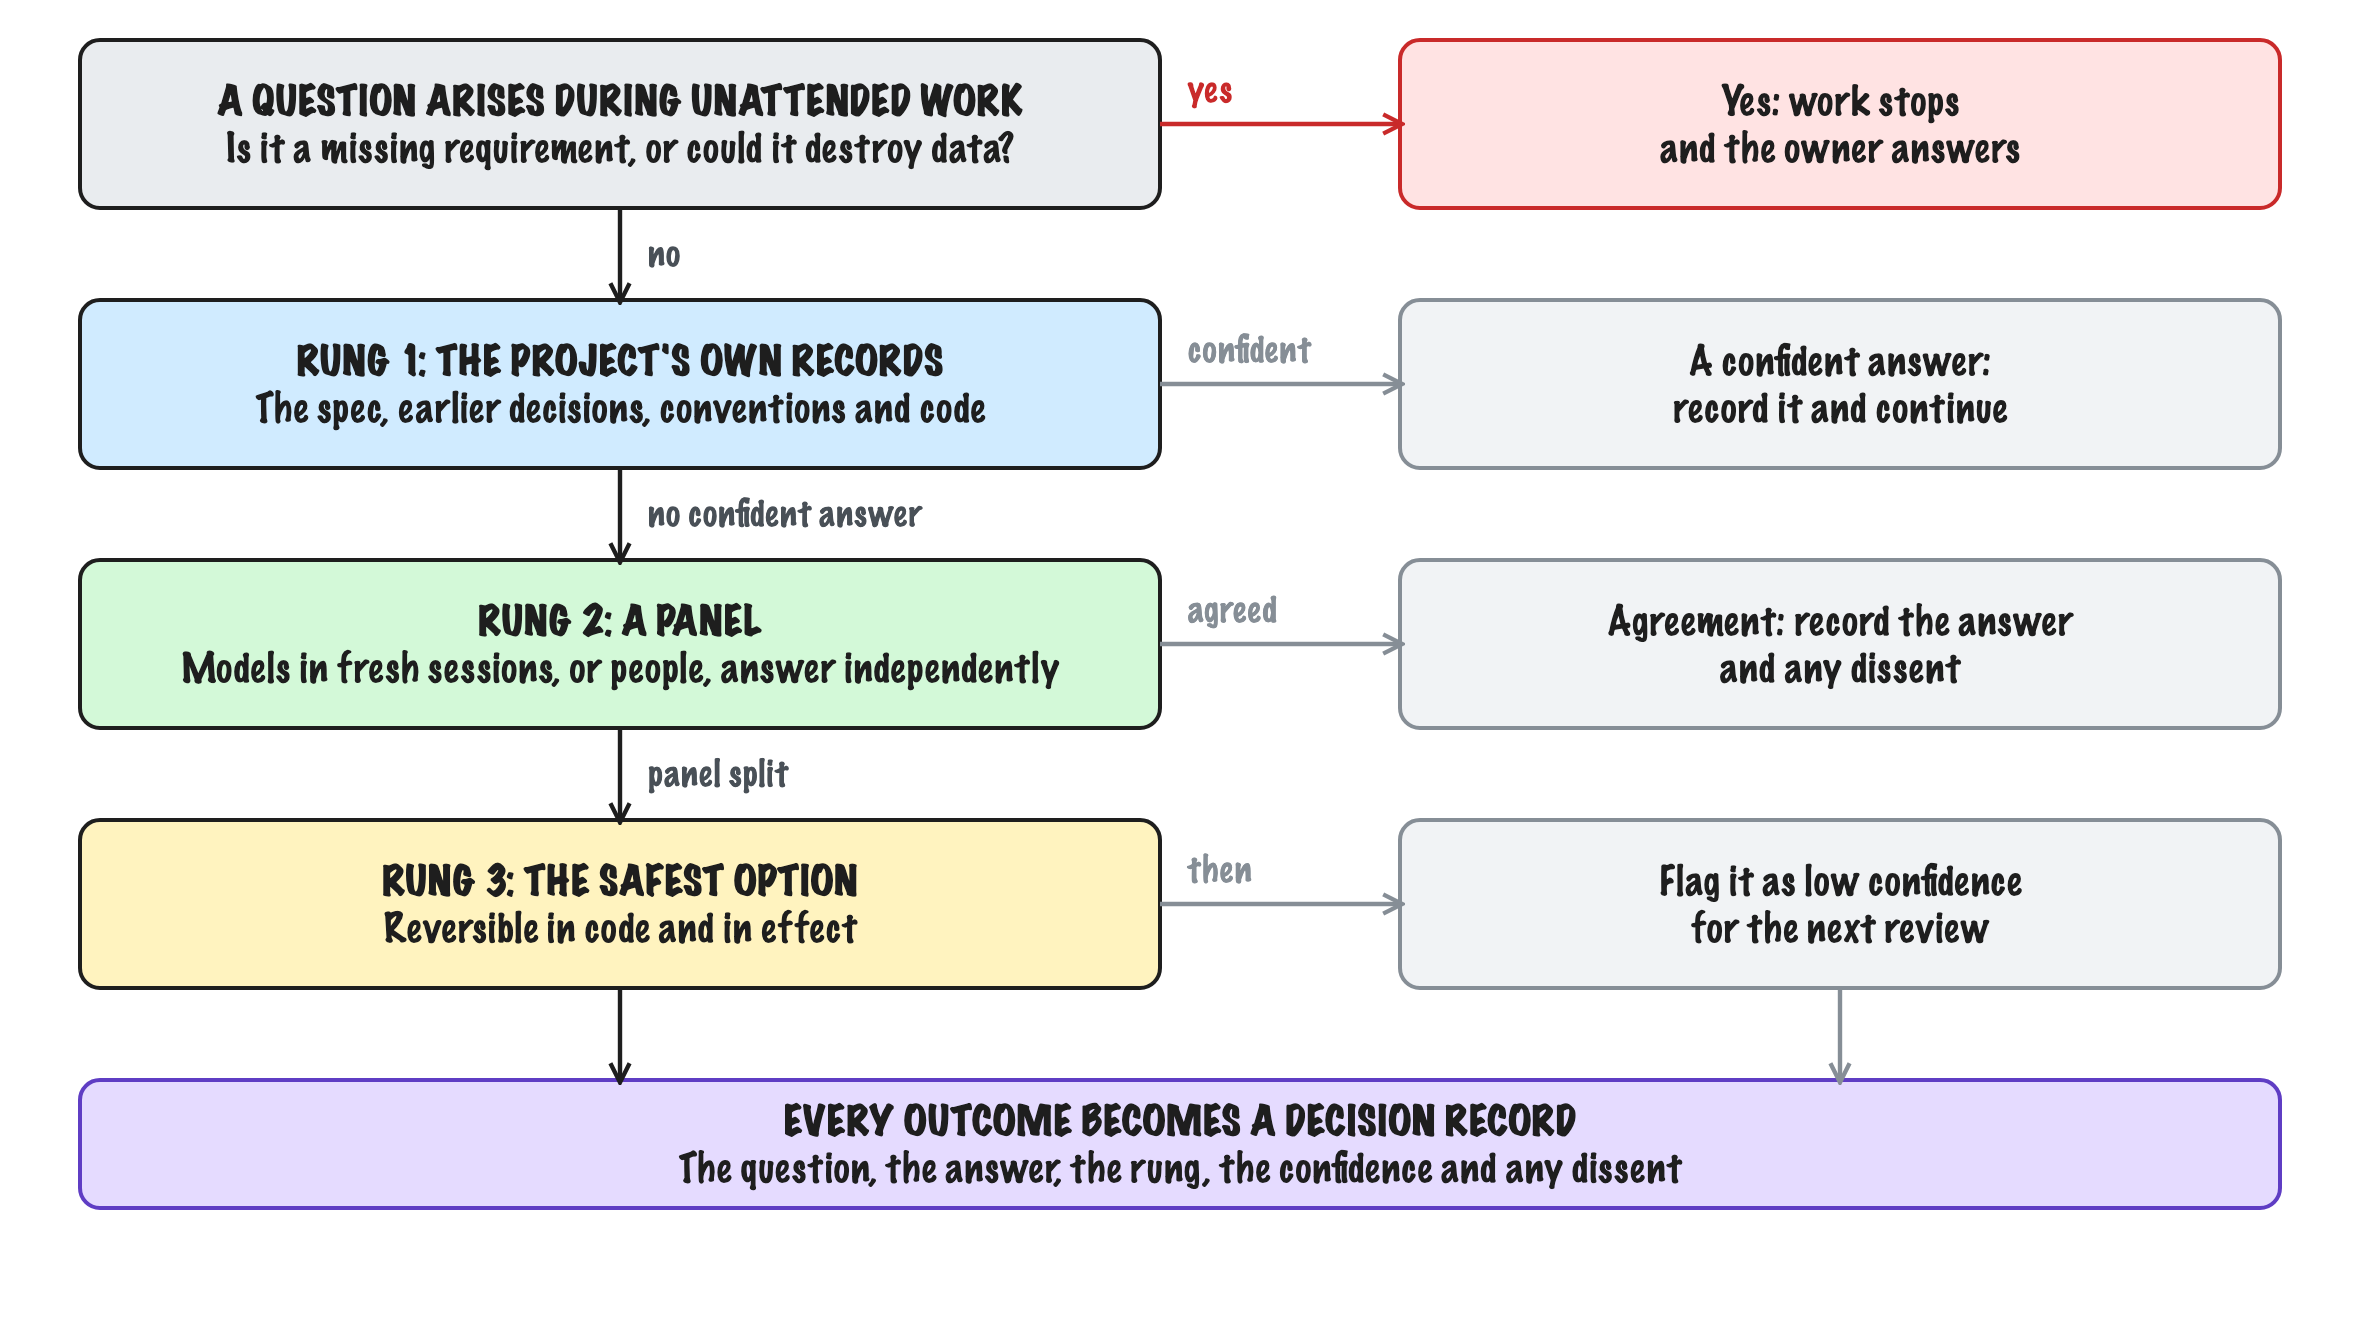 A QUESTION ARISES DURING UNATTENDED WORK
Is it a missing requirement, or could it destroy data?
yes
Yes: work stops
and the owner answers
no
RUNG 1: THE PROJECT'S OWN RECORDS
The spec, earlier decisions, conventions and code
confident
A confident answer:
record it and continue
no confident answer
RUNG 2: A PANEL
Models in fresh sessions, or people, answer independently
agreed
Agreement: record the answer
and any dissent
panel split
RUNG 3: THE SAFEST OPTION
Reversible in code and in effect
then
Flag it as low confidence
for the next review
EVERY OUTCOME BECOMES A DECISION RECORD
The question, the answer, the rung, the confidence and any dissent